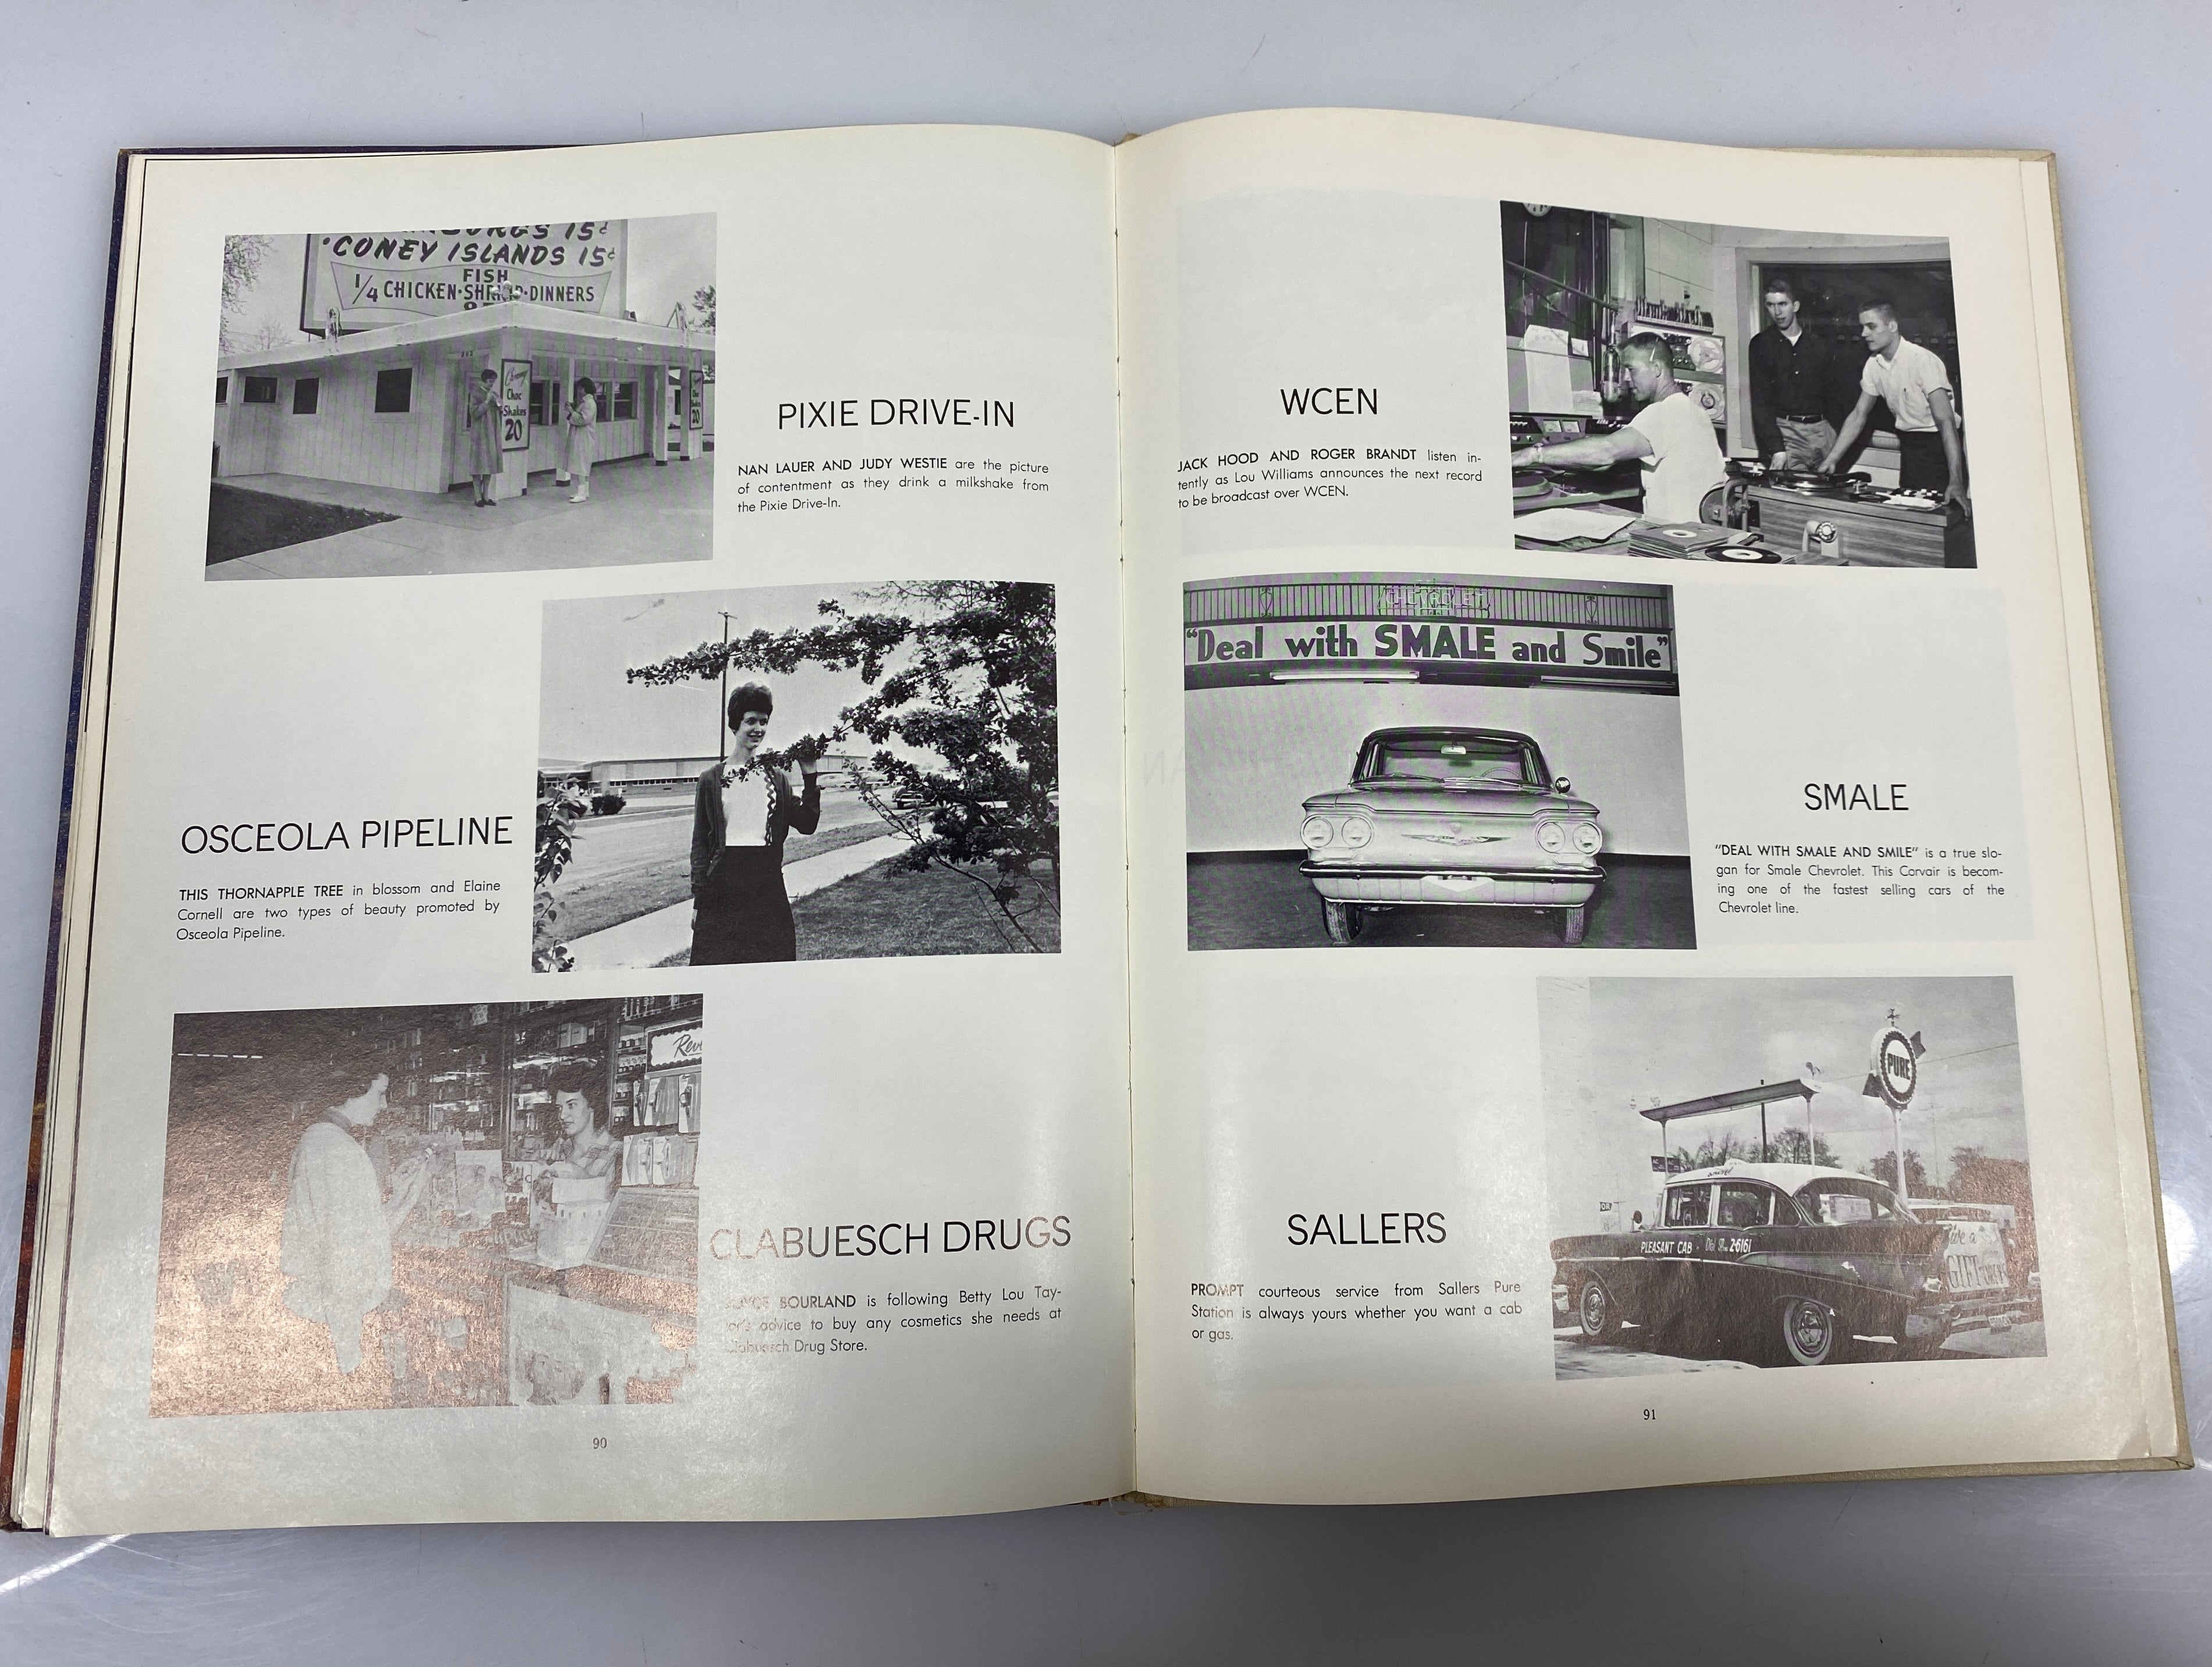 CONEY ISLANDS 15¢
FISH
1/4 CHICKEN·SHRIMP·DINNERS
Choc
Shakes
20
PIXIE DRIVE-IN
NAN LAUER AND JUDY WESTIE are the picture
of contentment as they drink a milkshake from
the Pixie Drive-In.
OSCEOLA PIPELINE
THIS THORNAPPLE TREE in blossom and Elaine
Cornell are two types of beauty promoted by
Osceola Pipeline.
CLABUESCH DRUGS
JOYCE BOURLAND is following Betty Lou Tay-
lor's advice to buy any cosmetics she needs at
Clabuesch Drug Store.
90
WCEN
JACK HOOD AND ROGER BRANDT listen in-
tently as Lou Williams announces the next record
to be broadcast over WCEN.
CHEVROLET
"Deal with SMALE and Smile"
SMALE
"DEAL WITH SMALE AND SMILE" is a true slo-
gan for Smale Chevrolet. This Corvair is becom-
ing one of the fastest selling cars of the
Chevrolet line.
PURE
PLEASANT CAB
2-6161
SALLERS
PROMPT courteous service from Sallers Pure
Station is always yours whether you want a cab
or gas.
91